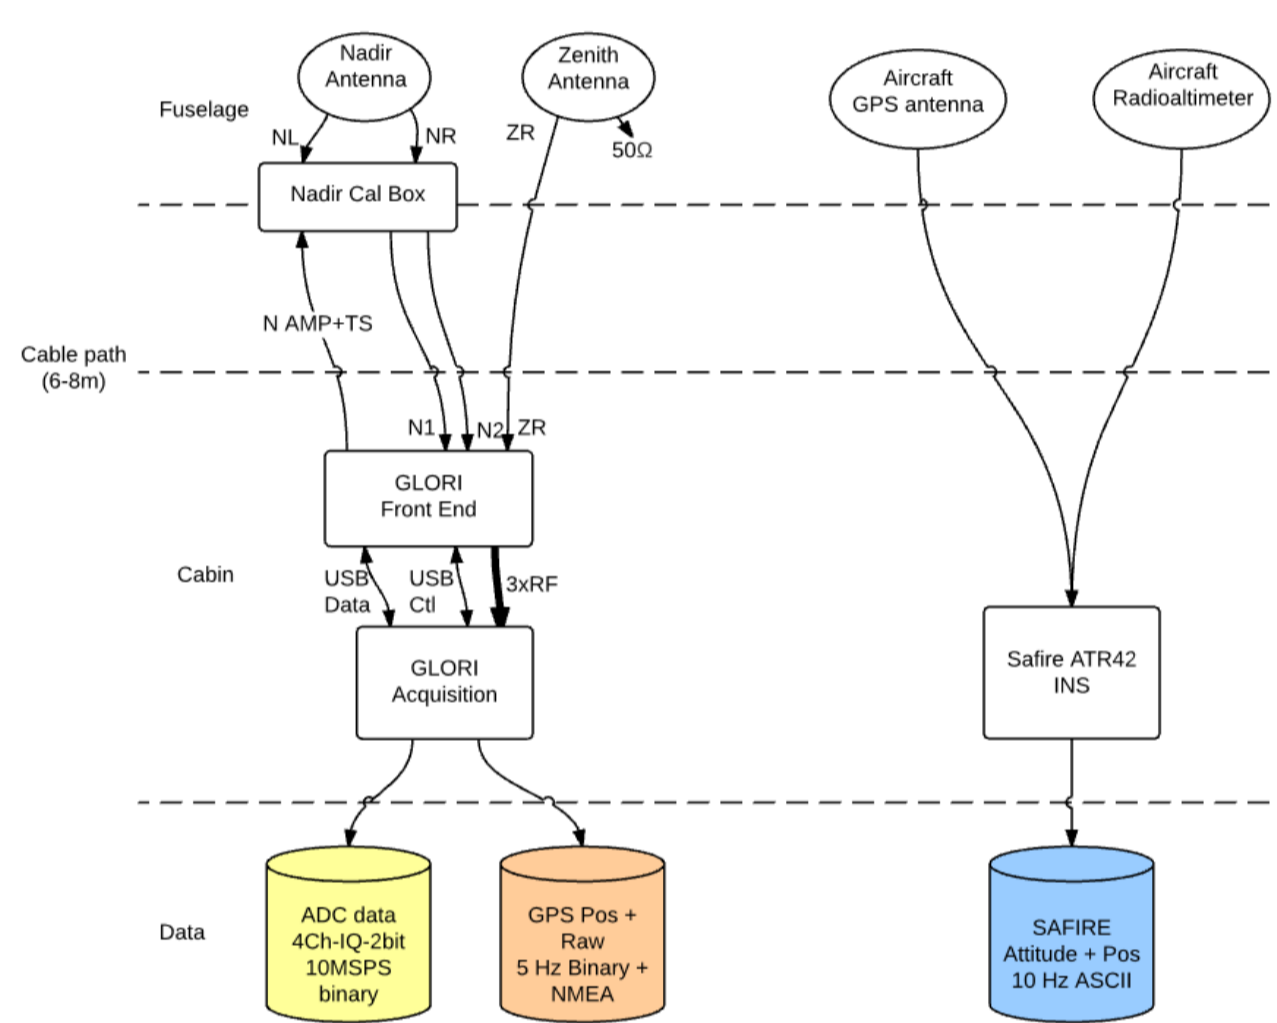 Nadir
Antenna
Zenith
Antenna
Aircraft
GPS antenna
Aircraft
Radioaltimeter
Fuselage
NL
NR
ZR
50Ω
Nadir Cal Box
N AMP+TS
Cable path
(6-8m)
N1
N2
ZR
GLORI
Front End
Cabin
USB
Data
USB
Ctl
3xRF
GLORI
Acquisition
Safire ATR42
INS
Data
ADC data
4Ch-IQ-2bit
10MSPS
binary
GPS Pos +
Raw
5 Hz Binary +
NMEA
SAFIRE
Attitude + Pos
10 Hz ASCII